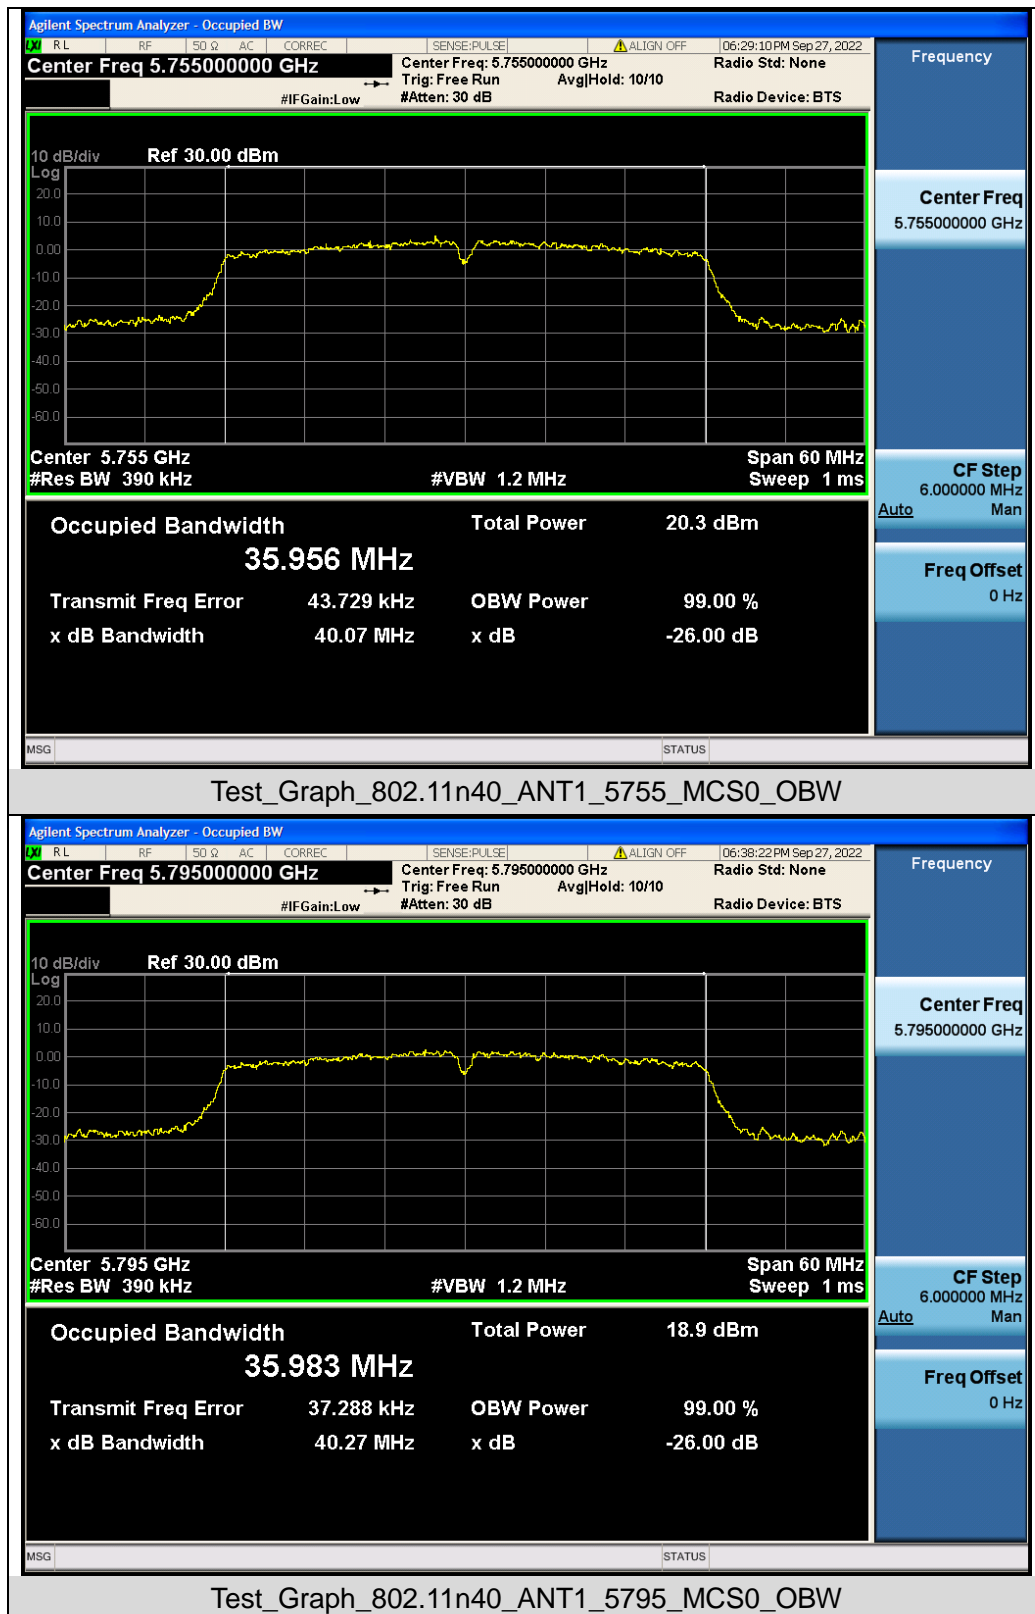 Agilent Spectrum Analyzer - Occupied BW
LXI RL RF 50 Ω AC CORREC SENSE:PULSE ALIGN OFF 06:29:10 PM Sep 27, 2022
Center Freq 5.755000000 GHz
Center Freq: 5.755000000 GHz
Radio Std: None
Trig: Free Run Avg|Hold: 10/10
#IFGain:Low #Atten: 30 dB Radio Device: BTS
Frequency
10 dB/div Ref 30.00 dBm
Log
20.0
10.0
0.00
-10.0
-20.0
-30.0
-40.0
-50.0
-60.0
Center 5.755 GHz Span 60 MHz
#Res BW 390 kHz #VBW 1.2 MHz Sweep 1 ms
Center Freq
5.755000000 GHz
CF Step
6.000000 MHz
Auto Man
Freq Offset
0 Hz
Occupied Bandwidth Total Power 20.3 dBm
35.956 MHz
Transmit Freq Error 43.729 kHz OBW Power 99.00 %
x dB Bandwidth 40.07 MHz x dB -26.00 dB
MSG STATUS
Test_Graph_802.11n40_ANT1_5755_MCS0_OBW
Agilent Spectrum Analyzer - Occupied BW
LXI RL RF 50 Ω AC CORREC SENSE:PULSE ALIGN OFF 06:38:22 PM Sep 27, 2022
Center Freq 5.795000000 GHz
Center Freq: 5.795000000 GHz
Radio Std: None
Trig: Free Run Avg|Hold: 10/10
#IFGain:Low #Atten: 30 dB Radio Device: BTS
Frequency
10 dB/div Ref 30.00 dBm
Log
20.0
10.0
0.00
-10.0
-20.0
-30.0
-40.0
-50.0
-60.0
Center 5.795 GHz Span 60 MHz
#Res BW 390 kHz #VBW 1.2 MHz Sweep 1 ms
Center Freq
5.795000000 GHz
CF Step
6.000000 MHz
Auto Man
Freq Offset
0 Hz
Occupied Bandwidth Total Power 18.9 dBm
35.983 MHz
Transmit Freq Error 37.288 kHz OBW Power 99.00 %
x dB Bandwidth 40.27 MHz x dB -26.00 dB
MSG STATUS
Test_Graph_802.11n40_ANT1_5795_MCS0_OBW